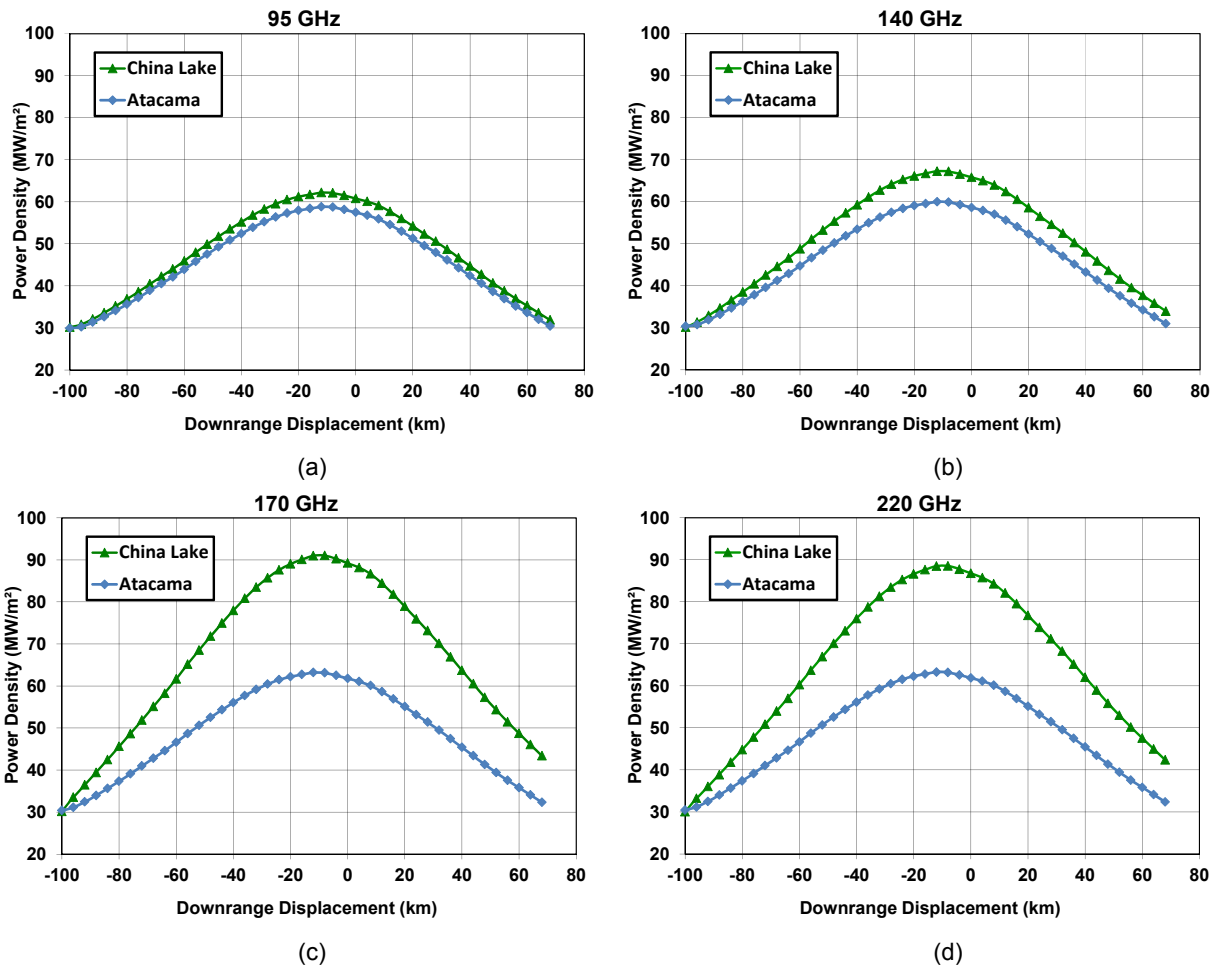 95 GHz
Power Density (MW/m²)
100
90
80
70
60
50
40
30
20
China Lake
Atacama
-100 -80 -60 -40 -20 0 20 40 60 80
Downrange Displacement (km)
(a)
140 GHz
Power Density (MW/m²)
100
90
80
70
60
50
40
30
20
China Lake
Atacama
-100 -80 -60 -40 -20 0 20 40 60 80
Downrange Displacement (km)
(b)
170 GHz
Power Density (MW/m²)
100
90
80
70
60
50
40
30
20
China Lake
Atacama
-100 -80 -60 -40 -20 0 20 40 60 80
Downrange Displacement (km)
(c)
220 GHz
Power Density (MW/m²)
100
90
80
70
60
50
40
30
20
China Lake
Atacama
-100 -80 -60 -40 -20 0 20 40 60 80
Downrange Displacement (km)
(d)